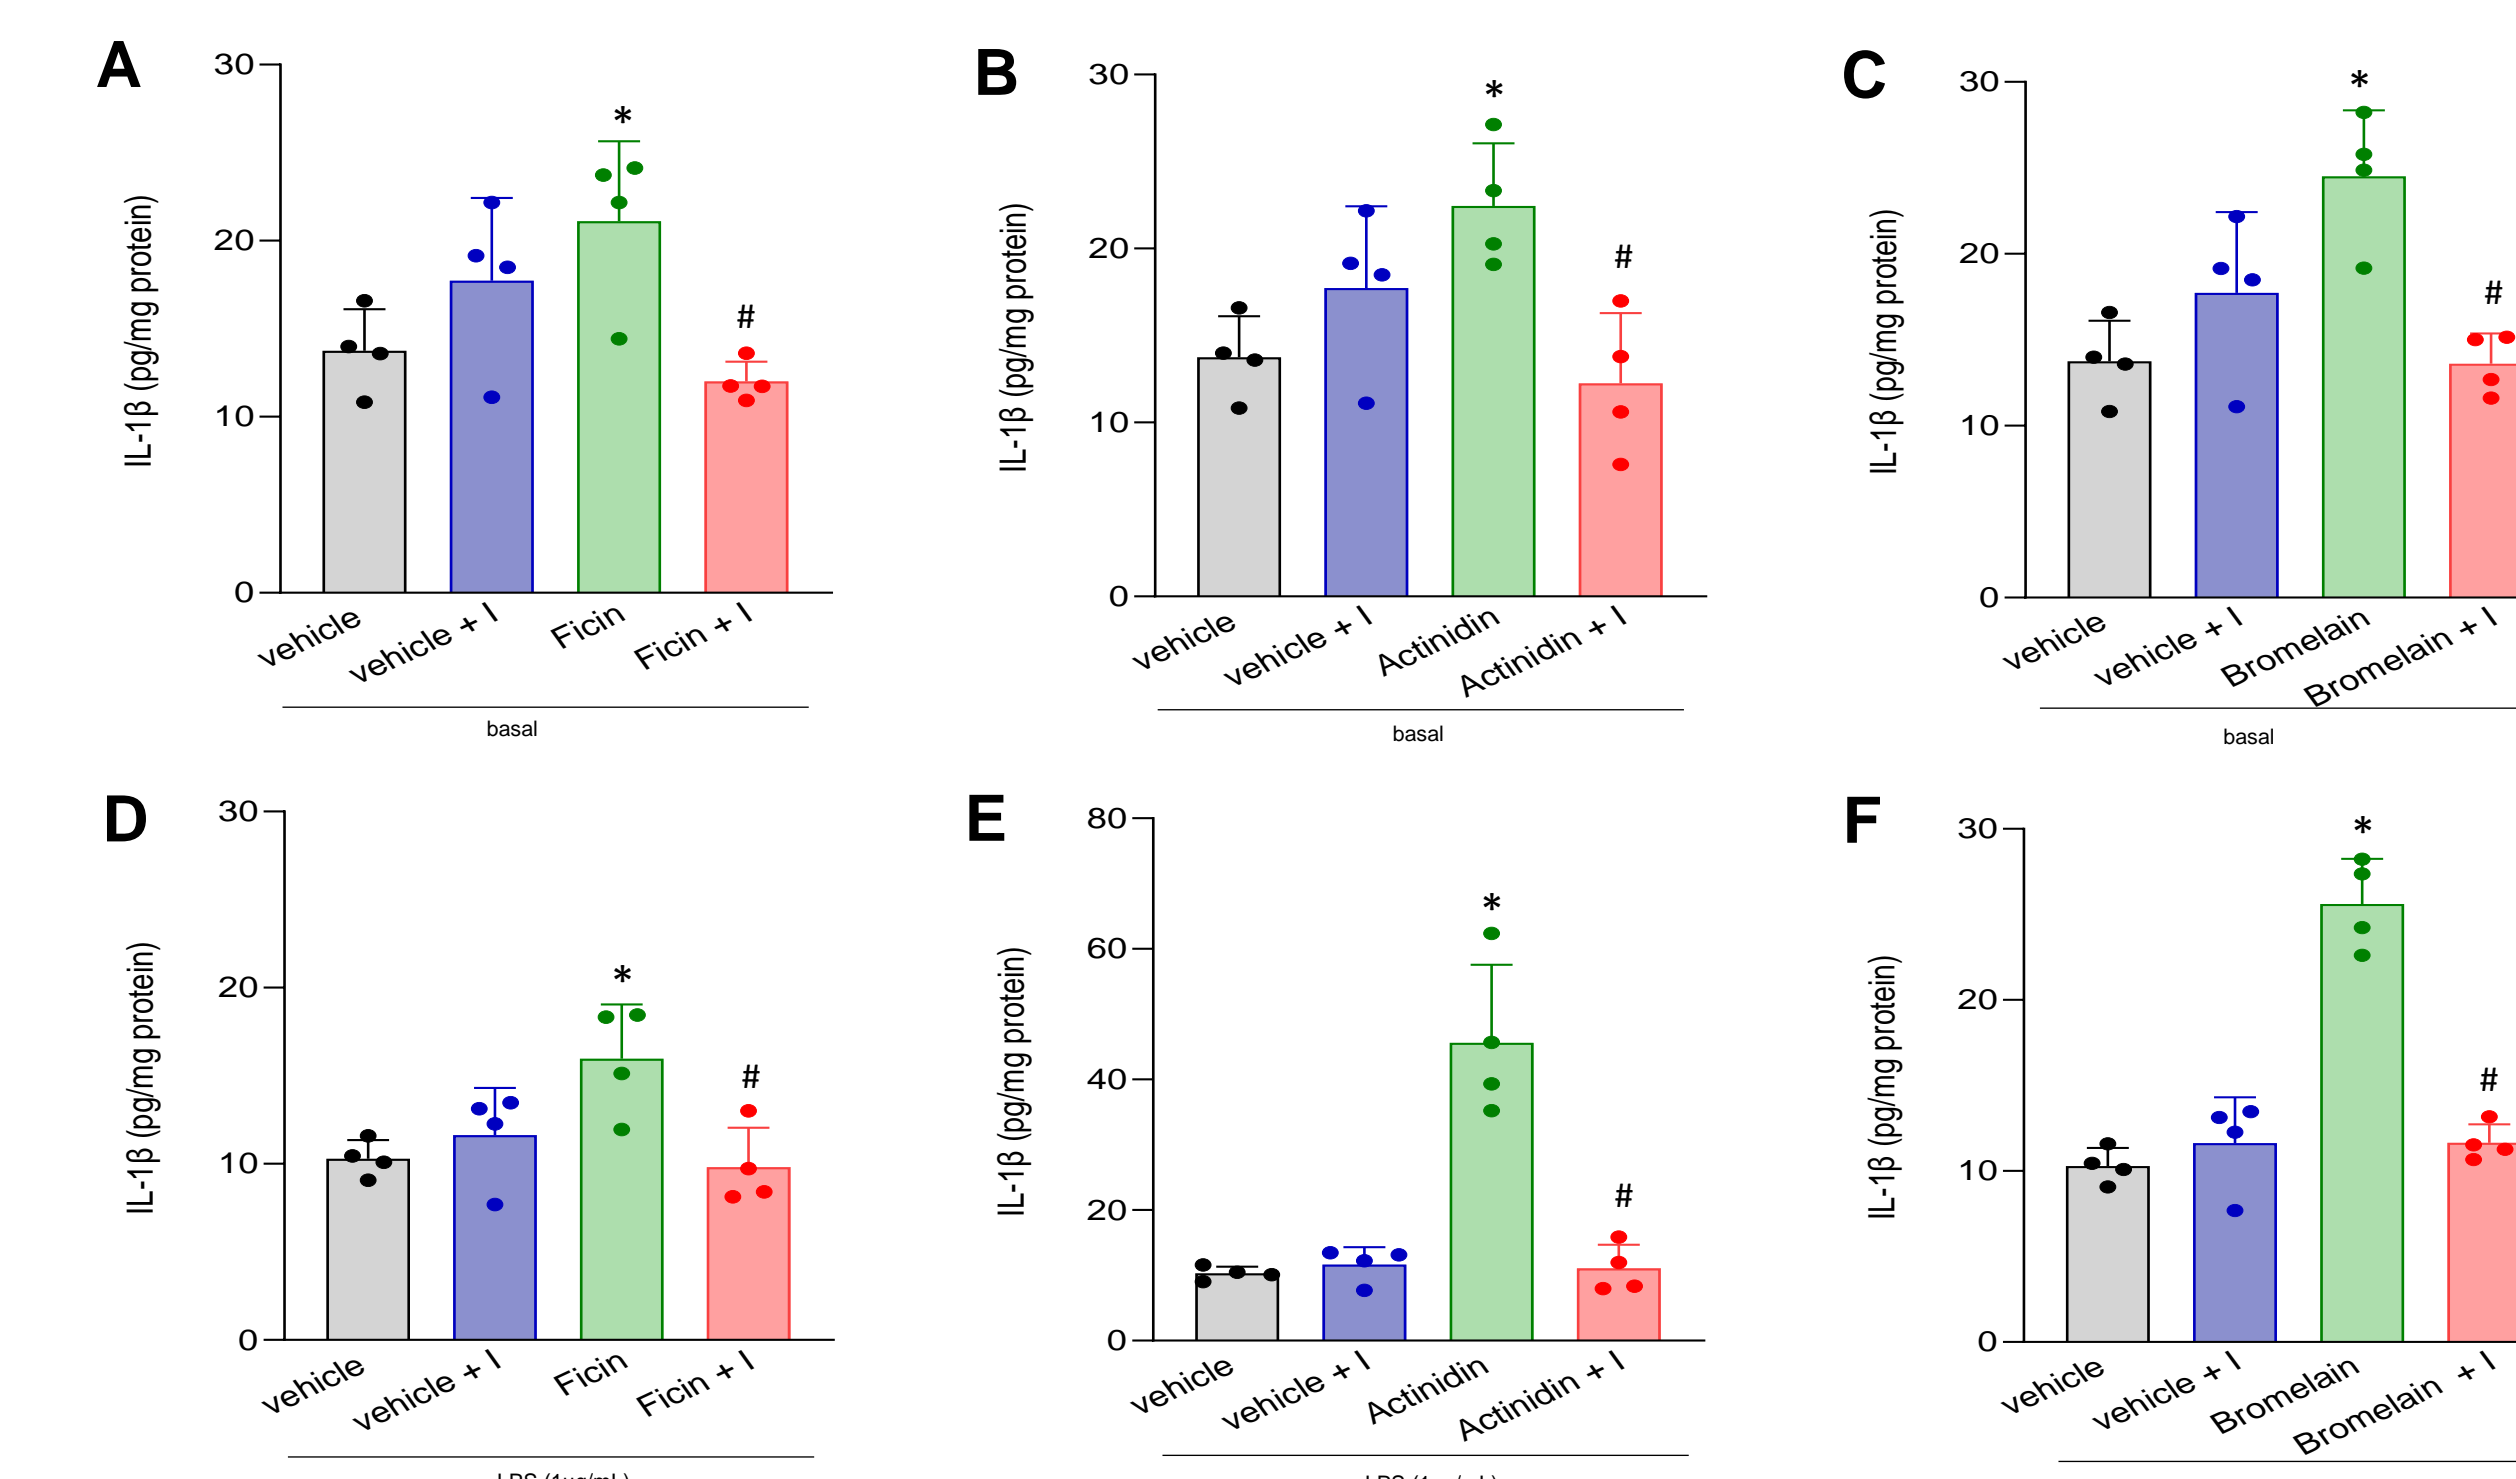 A
30
20
10
0
IL-1β (pg/mg protein)
*
#
vehicle
vehicle + I
Ficin
Ficin + I
basal
B
30
20
10
0
IL-1β (pg/mg protein)
*
#
vehicle
vehicle + I
Actinidin
Actinidin + I
basal
C
30
20
10
0
IL-1β (pg/mg protein)
*
#
vehicle
vehicle + I
Bromelain
Bromelain + I
basal
D
30
20
10
0
IL-1β (pg/mg protein)
*
#
vehicle
vehicle + I
Ficin
Ficin + I
LPS (1µg/mL)
E
80
60
40
20
0
IL-1β (pg/mg protein)
*
#
vehicle
vehicle + I
Actinidin
Actinidin + I
F
30
20
10
0
IL-1β (pg/mg protein)
*
#
vehicle
vehicle + I
Bromelain
Bromelain + I